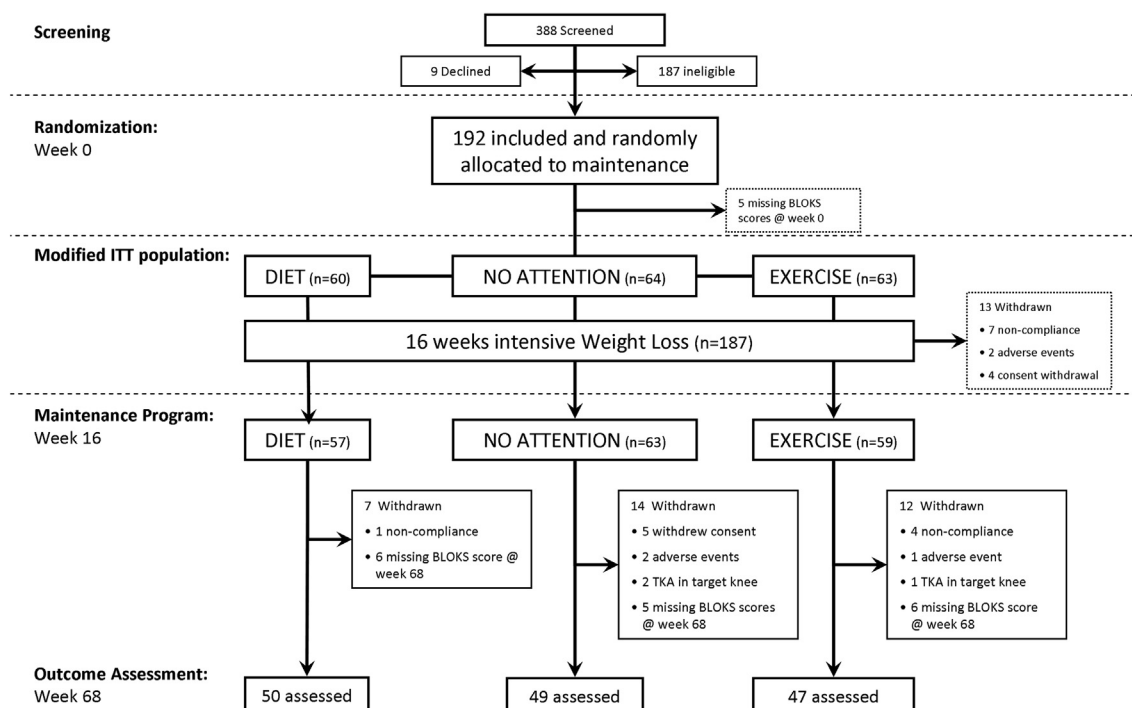 Screening
388 Screened
9 Declined
187 ineligible
Randomization:
Week 0
192 included and randomly
allocated to maintenance
5 missing BLOKS
scores @ week 0
Modified ITT population:
DIET (n=60)
NO ATTENTION (n=64)
EXERCISE (n=63)
16 weeks intensive Weight Loss (n=187)
13 Withdrawn
• 7 non-compliance
• 2 adverse events
• 4 consent withdrawal
Maintenance Program:
Week 16
DIET (n=57)
NO ATTENTION (n=63)
EXERCISE (n=59)
7 Withdrawn
• 1 non-compliance
• 6 missing BLOKS score @
week 68
14 Withdrawn
• 5 withdrew consent
• 2 adverse events
• 2 TKA in target knee
• 5 missing BLOKS scores
@ week 68
12 Withdrawn
• 4 non-compliance
• 1 adverse event
• 1 TKA in target knee
• 6 missing BLOKS score @
week 68
Outcome Assessment:
Week 68
50 assessed
49 assessed
47 assessed